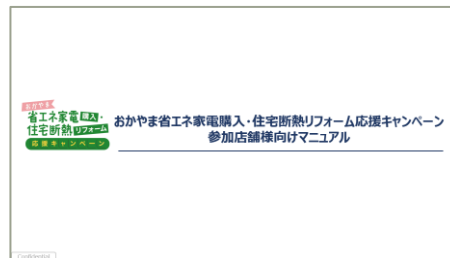 おかやま
省エネ家電購入・
住宅断熱リフォーム
応援キャンペーン
おかやま省エネ家電購入・住宅断熱リフォーム応援キャンペーン
参加店舗様向けマニュアル
Confidential